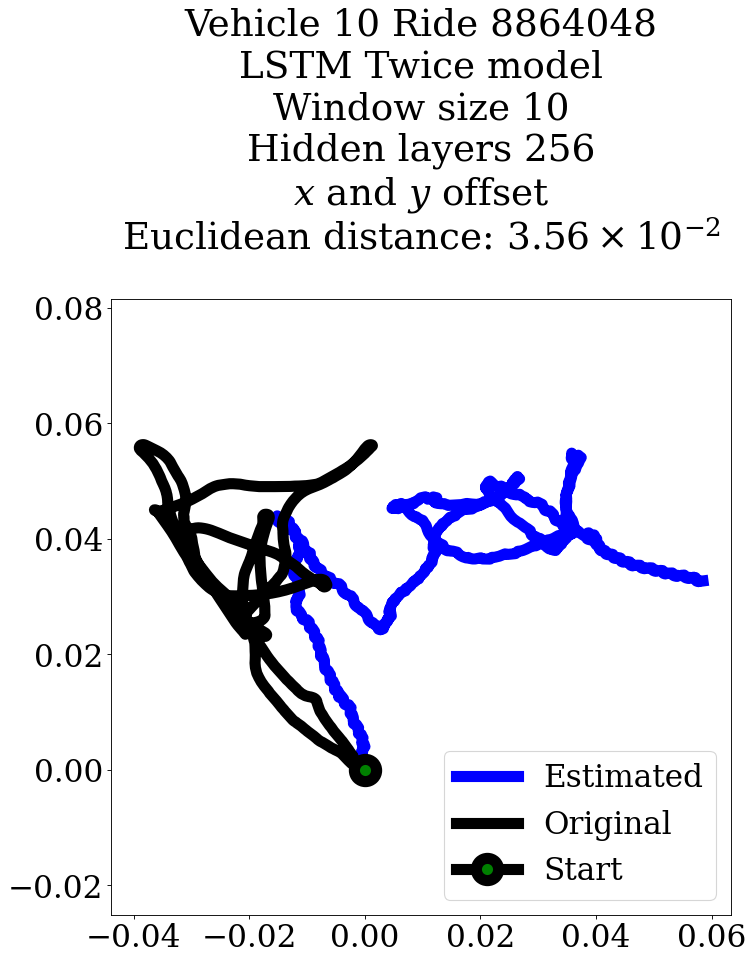 Vehicle 10 Ride 8864048
LSTM Twice model
Window size 10
Hidden layers 256
x and y offset
Euclidean distance: 3.56 × 10⁻²
0.08
0.06
0.04
0.02
0.00
−0.02
Estimated
Original
Start
−0.04 −0.02 0.00 0.02 0.04 0.06